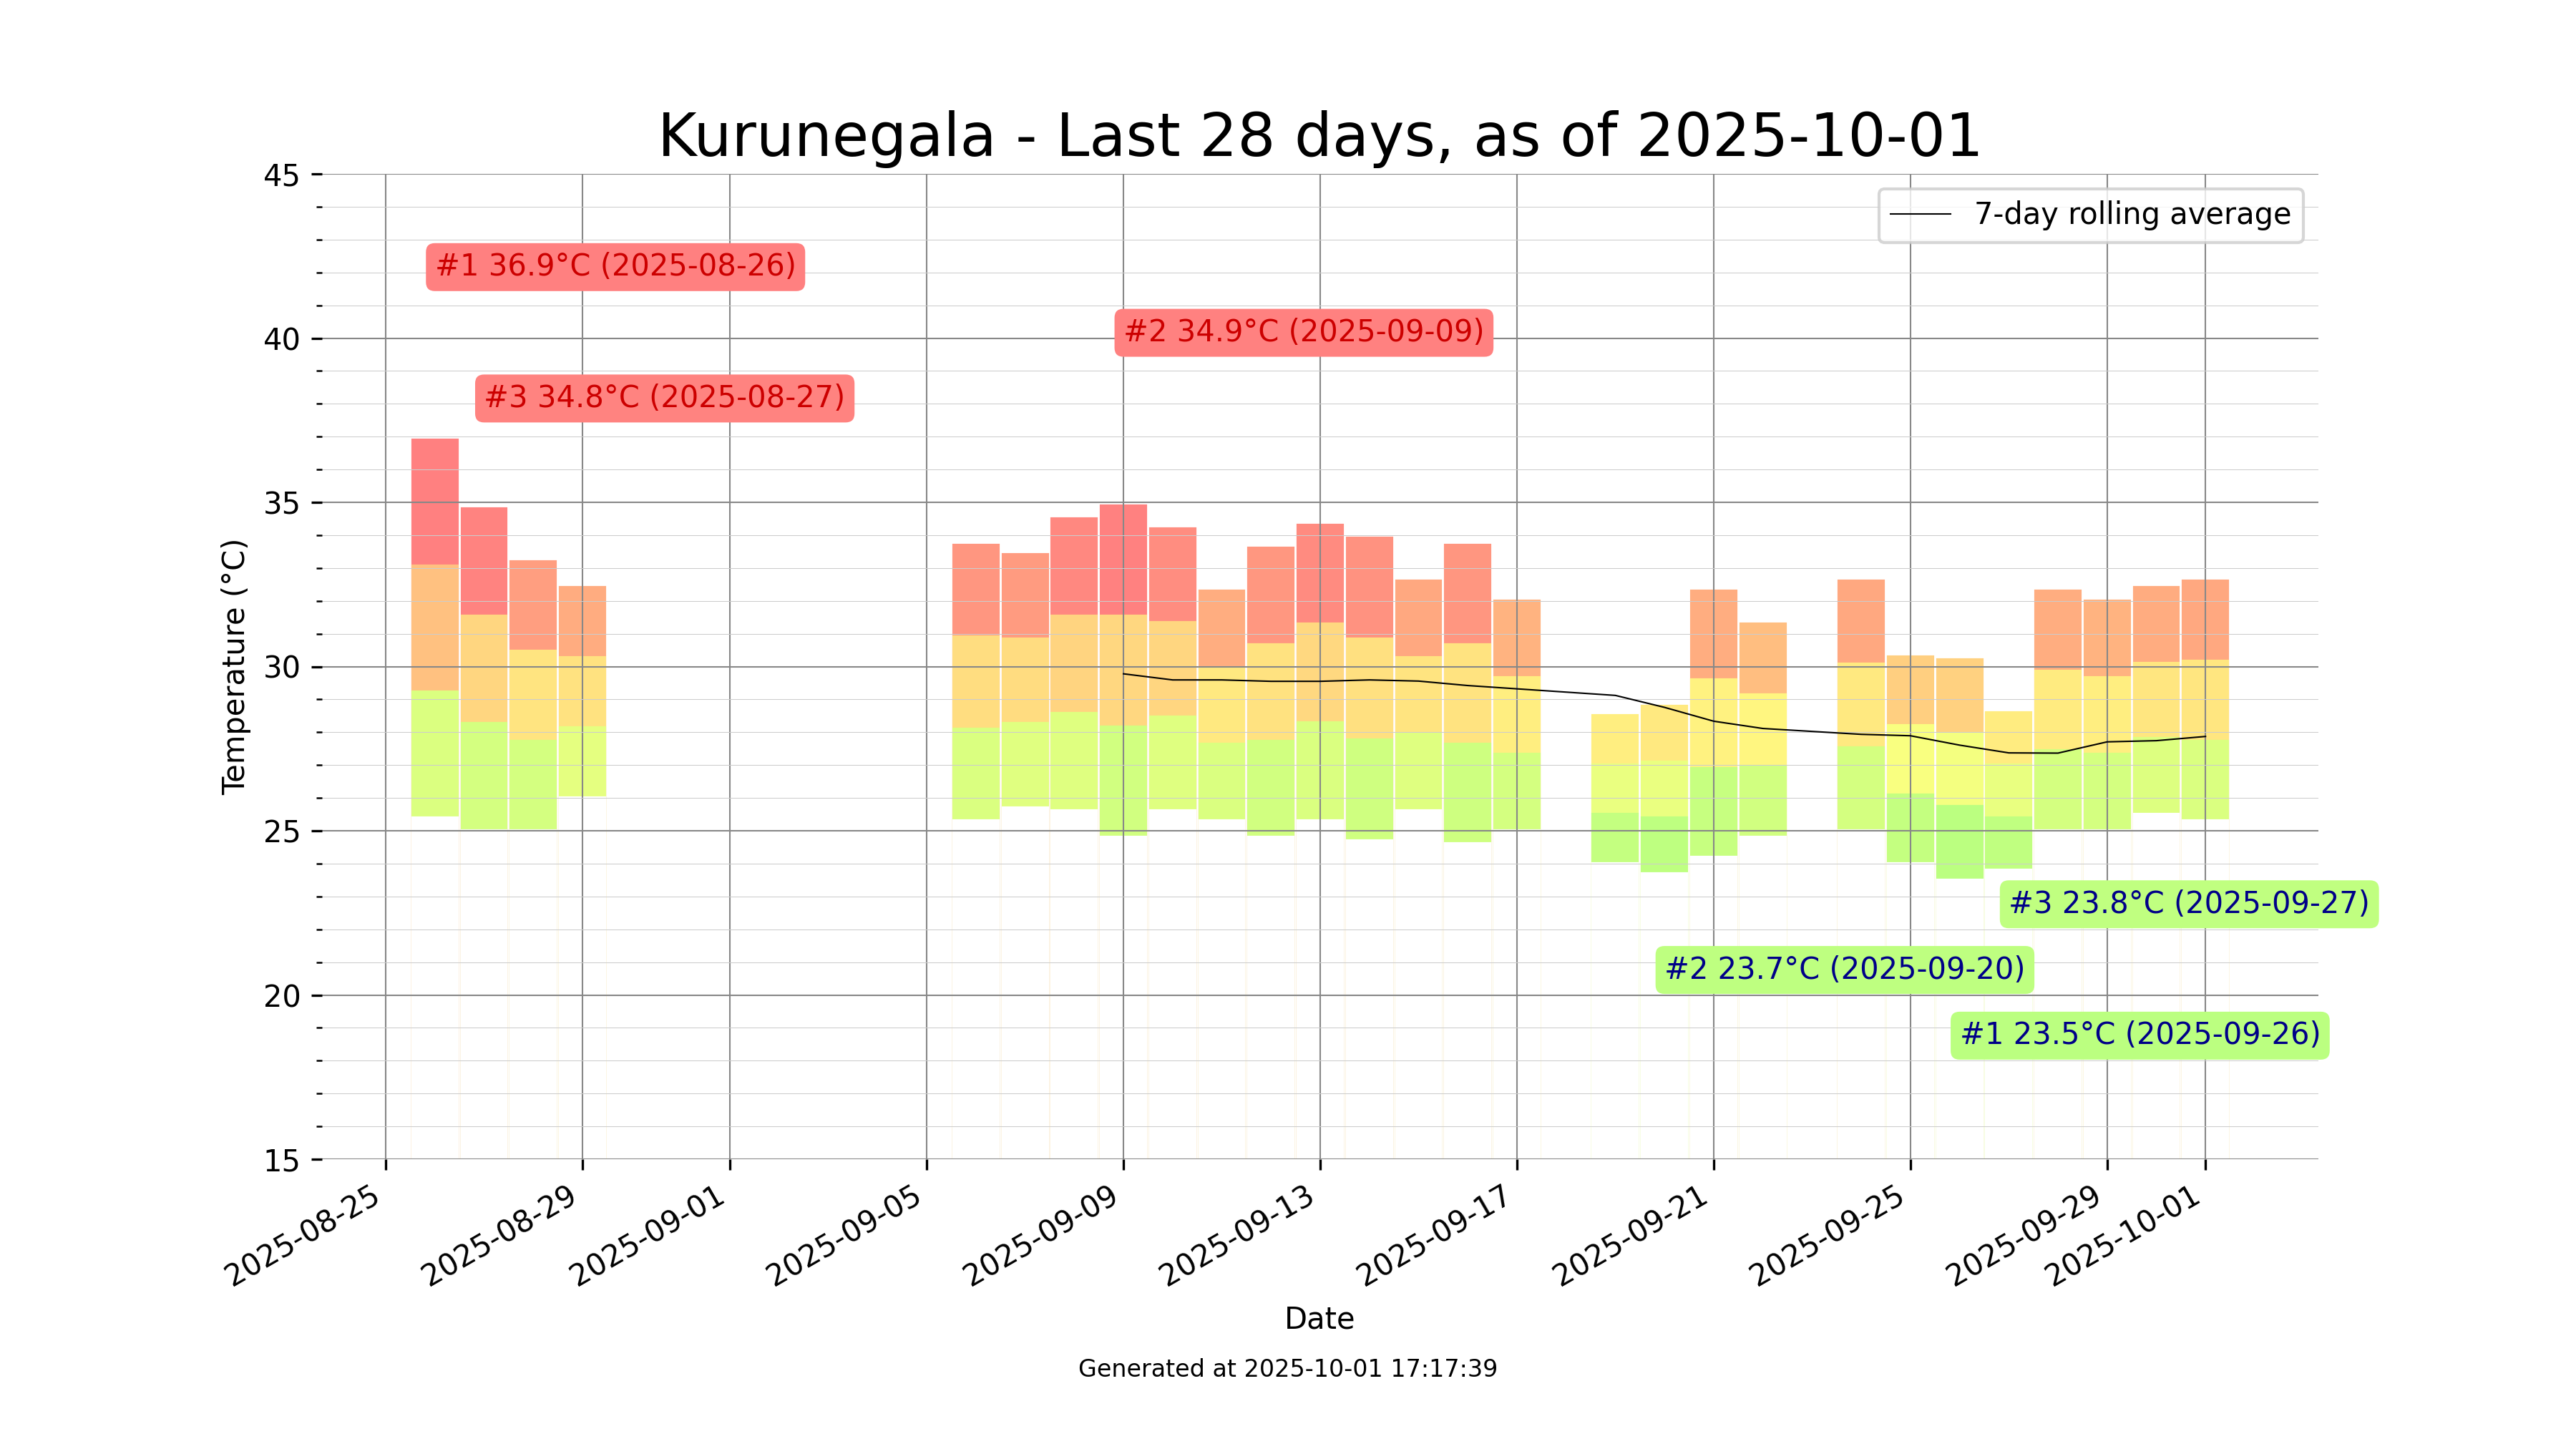 Kurunegala - Last 28 days, as of 2025-10-01
7-day rolling average
#1 36.9°C (2025-08-26)
#2 34.9°C (2025-09-09)
#3 34.8°C (2025-08-27)
#3 23.8°C (2025-09-27)
#2 23.7°C (2025-09-20)
#1 23.5°C (2025-09-26)
Temperature (°C)
45
40
35
30
25
20
15
2025-08-25
2025-08-29
2025-09-01
2025-09-05
2025-09-09
2025-09-13
2025-09-17
2025-09-21
2025-09-25
2025-09-29
2025-10-01
Date
Generated at 2025-10-01 17:17:39